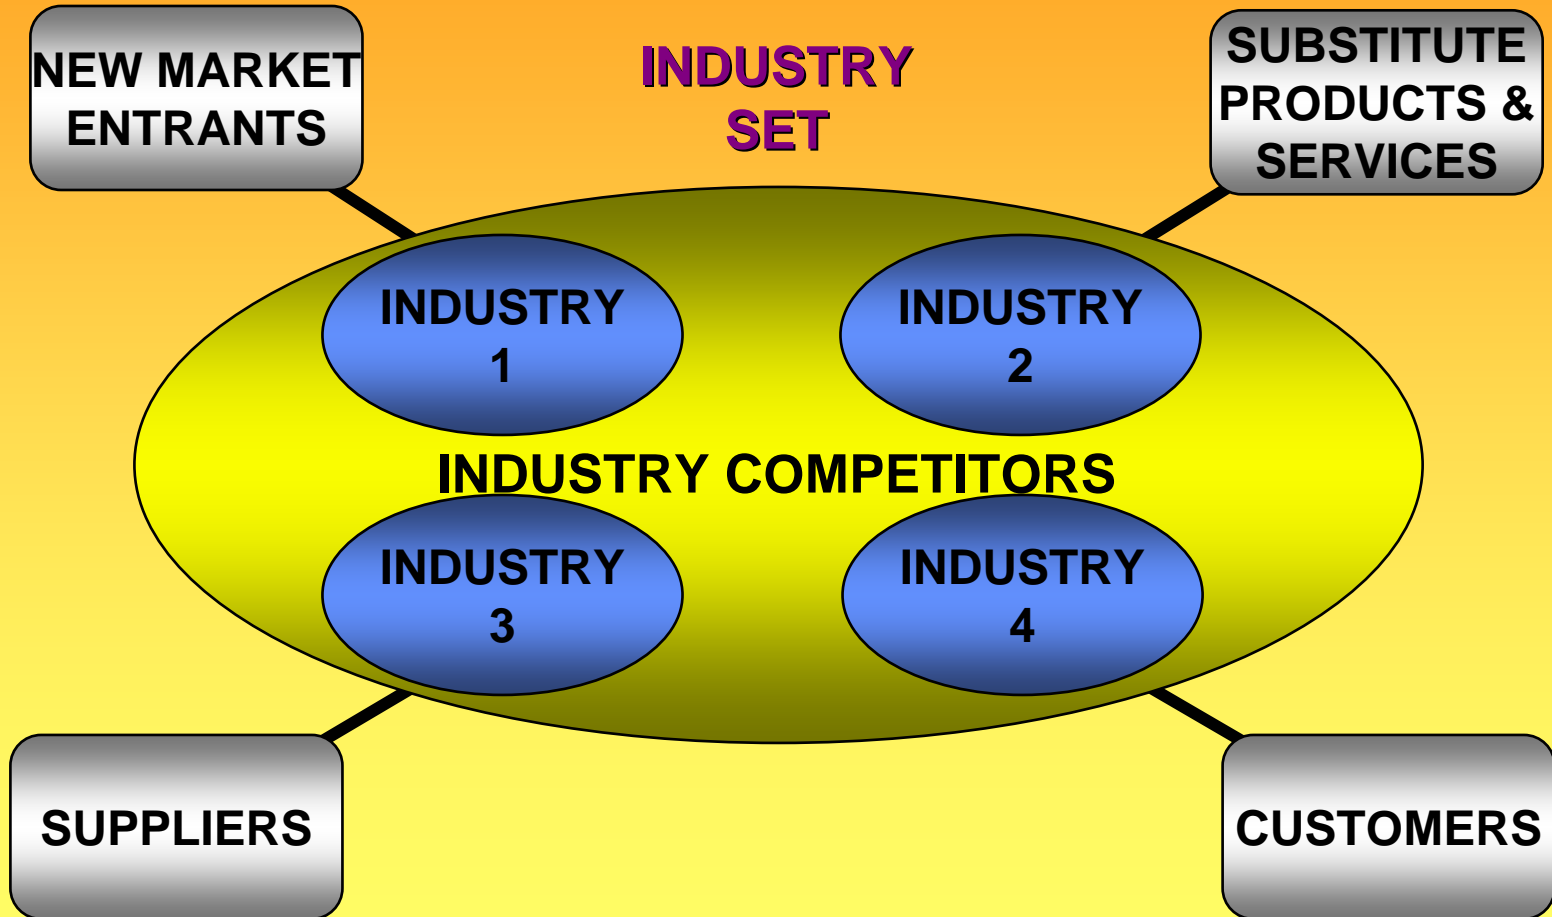 NEW MARKET
ENTRANTS
INDUSTRY
SET
SUBSTITUTE
PRODUCTS &
SERVICES
INDUSTRY
1
INDUSTRY
2
INDUSTRY COMPETITORS
INDUSTRY
3
INDUSTRY
4
SUPPLIERS
CUSTOMERS